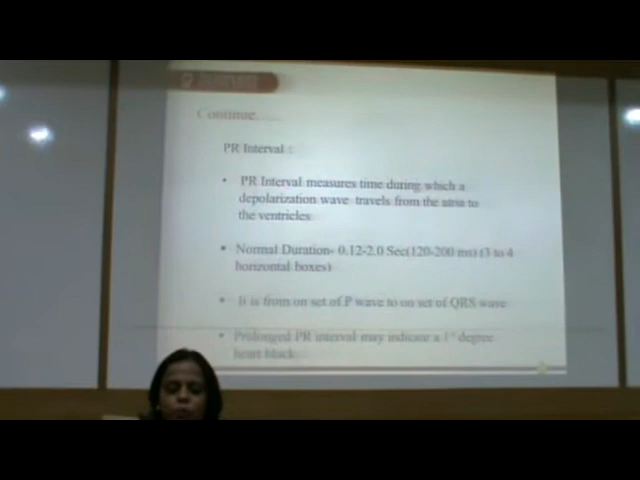 Continue.....
PR Interval :
• PR Interval measures time during which a
depolarization wave travels from the atria to
the ventricles
• Normal Duration- 0.12-2.0 Sec(120-200 ms) (3 to 4
horizontal boxes)
• It is from on set of P wave to on set of QRS wave
• Prolonged PR interval may indicate a 1st degree
heart block...